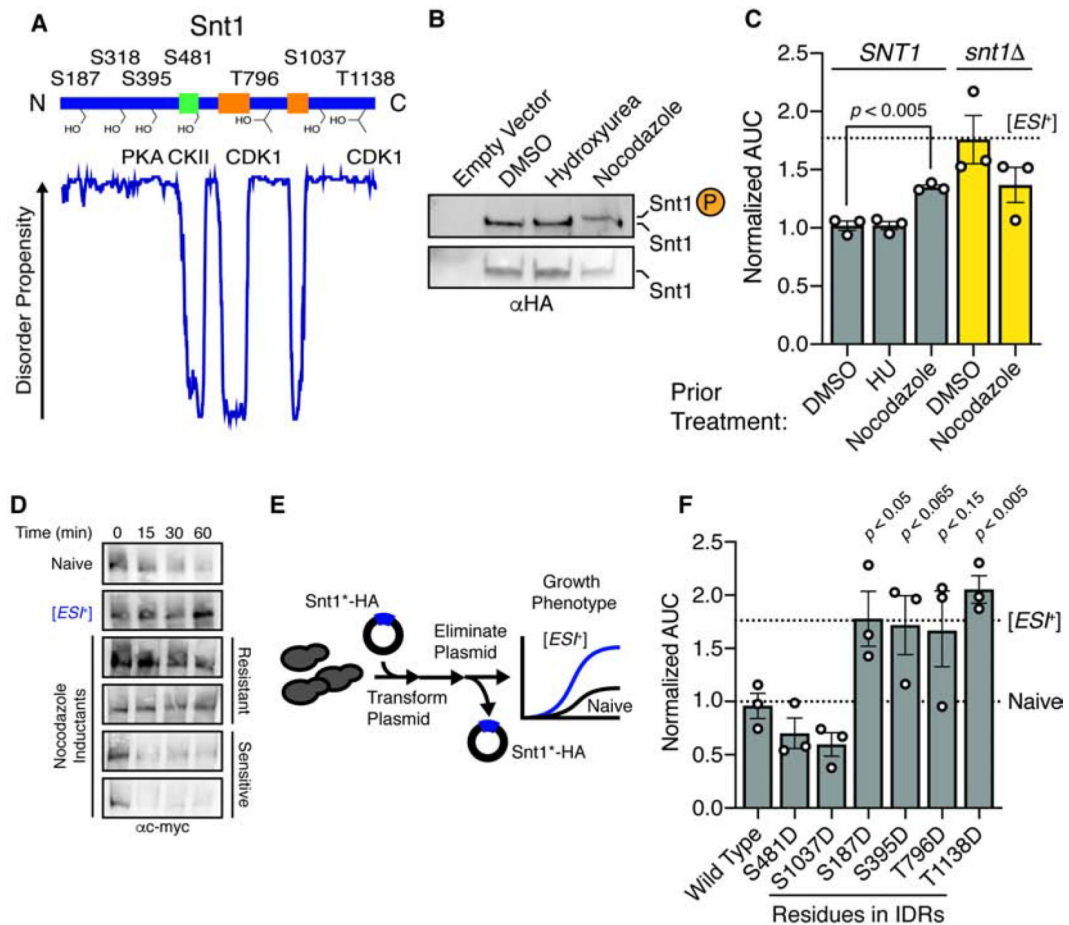 A
Snt1
S318 S481 S1037
S187 S395 T796 T1138
N C
HO HO HO HO HO HO HO
PKA CKII CDK1 CDK1
Disorder Propensity
B
Empty Vector
DMSO
Hydroxyurea
Nocodazole
Snt1 P
Snt1
Snt1
αHA
C
SNT1 snt1Δ
p < 0.005
[ESI+]
Normalized AUC
2.5
2.0
1.5
1.0
0.5
0.0
Prior
Treatment:
DMSO
HU
Nocodazole
DMSO
Nocodazole
D
Time (min) 0 15 30 60
Naive
[ESI+]
Nocodazole
Inductants
Resistant
Sensitive
αc-myc
E
Snt1*-HA
Transform
Plasmid
Eliminate
Plasmid
Snt1*-HA
Growth
Phenotype
[ESI+]
Naive
F
p < 0.05
p < 0.065
p < 0.15
p < 0.005
Normalized AUC
2.5
2.0
1.5
1.0
0.5
0.0
[ESI+]
Naive
Wild Type
S481D
S1037D
S187D
S395D
T796D
T1138D
Residues in IDRs